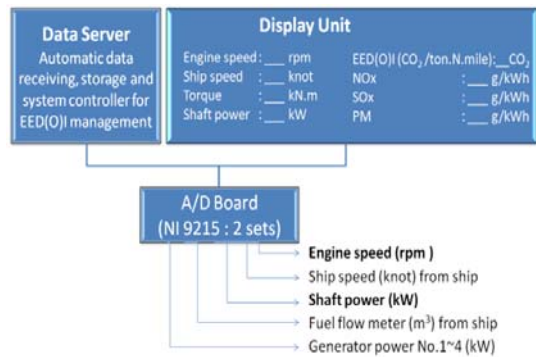 Data Server
Automatic data
receiving, storage and
system controller for
EED(O)I management
Display Unit
Engine speed : ___ rpm
Ship speed : ___ knot
Torque : ___ kN.m
Shaft power : ___ kW
EED(O)I (CO₂ /ton.N.mile):__CO₂
NOx : ___ g/kWh
SOx : ___ g/kWh
PM : ___ g/kWh
A/D Board
(NI 9215 : 2 sets)
Engine speed (rpm )
Ship speed (knot) from ship
Shaft power (kW)
Fuel flow meter (m³) from ship
Generator power No.1~4 (kW)